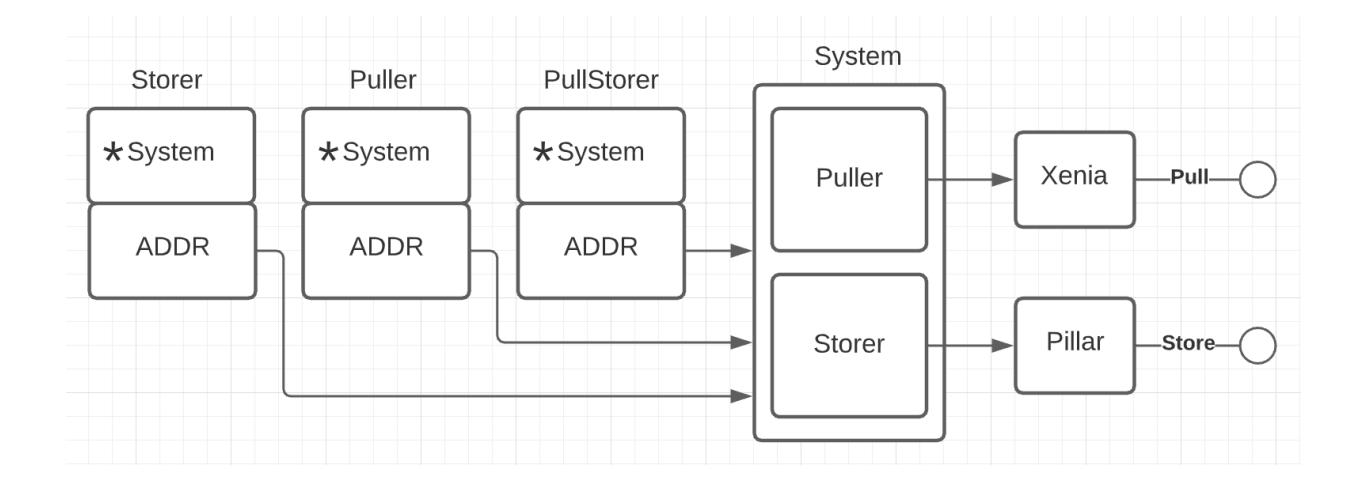 Storer
Puller
PullStorer
System
*System
*System
*System
ADDR
ADDR
ADDR
Puller
Storer
Xenia
Pull
Pillar
Store